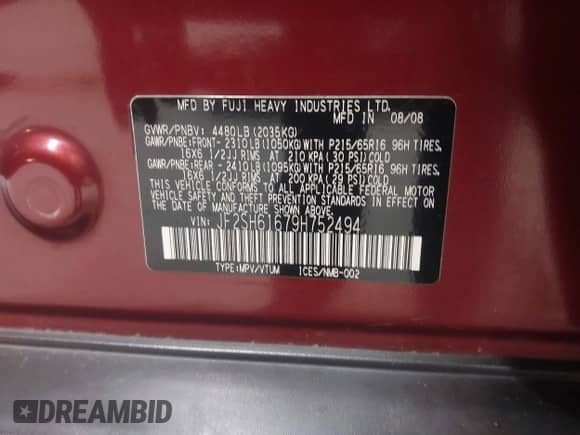 MFD BY FUJI HEAVY INDUSTRIES LTD.
MFD IN 08/08
GVWR/PNBV: 4480LB(2035KG)
GAWR/PNBE:FRONT-2310LB(1050KG)WITH P215/65R16 96H TIRES,
16X6 1/2JJ RIMS AT 210 KPA(30 PSI)COLD
GAWR/PNBE:REAR -2410LB(1095KG)WITH P215/65R16 96H TIRES,
16X6 1/2JJ RIMS AT 200 KPA(29 PSI)COLD
THIS VEHICLE CONFORMS TO ALL APPLICABLE FEDERAL MOTOR
VEHICLE SAFETY AND THEFT PREVENTION STANDARDS IN EFFECT
ON THE DATE OF MANUFACTURE SHOWN ABOVE.
VIN: JF2SH61679H752494
TYPE:MPV/VTUM ICES/NMB-002
DREAMBID